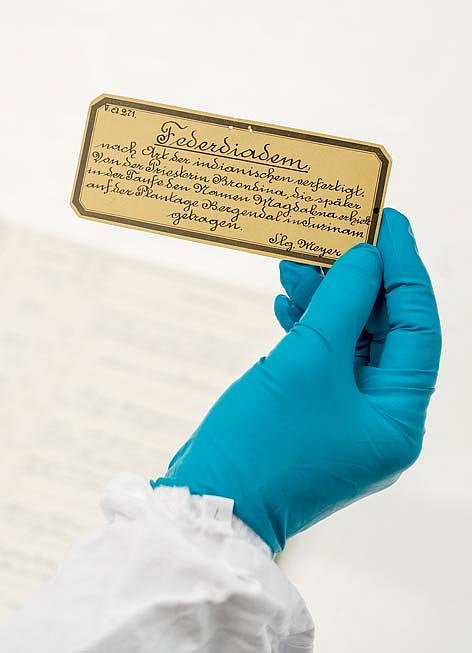 V.A 271.
Federdiadem.
nach Art der indianischen verfertigt.
Von der Priesterin Brondina, die später
in der Taufe den Namen Magdalena erhielt
auf der Plantage Bergendal in Surinam
getragen.
Slg. Meyer